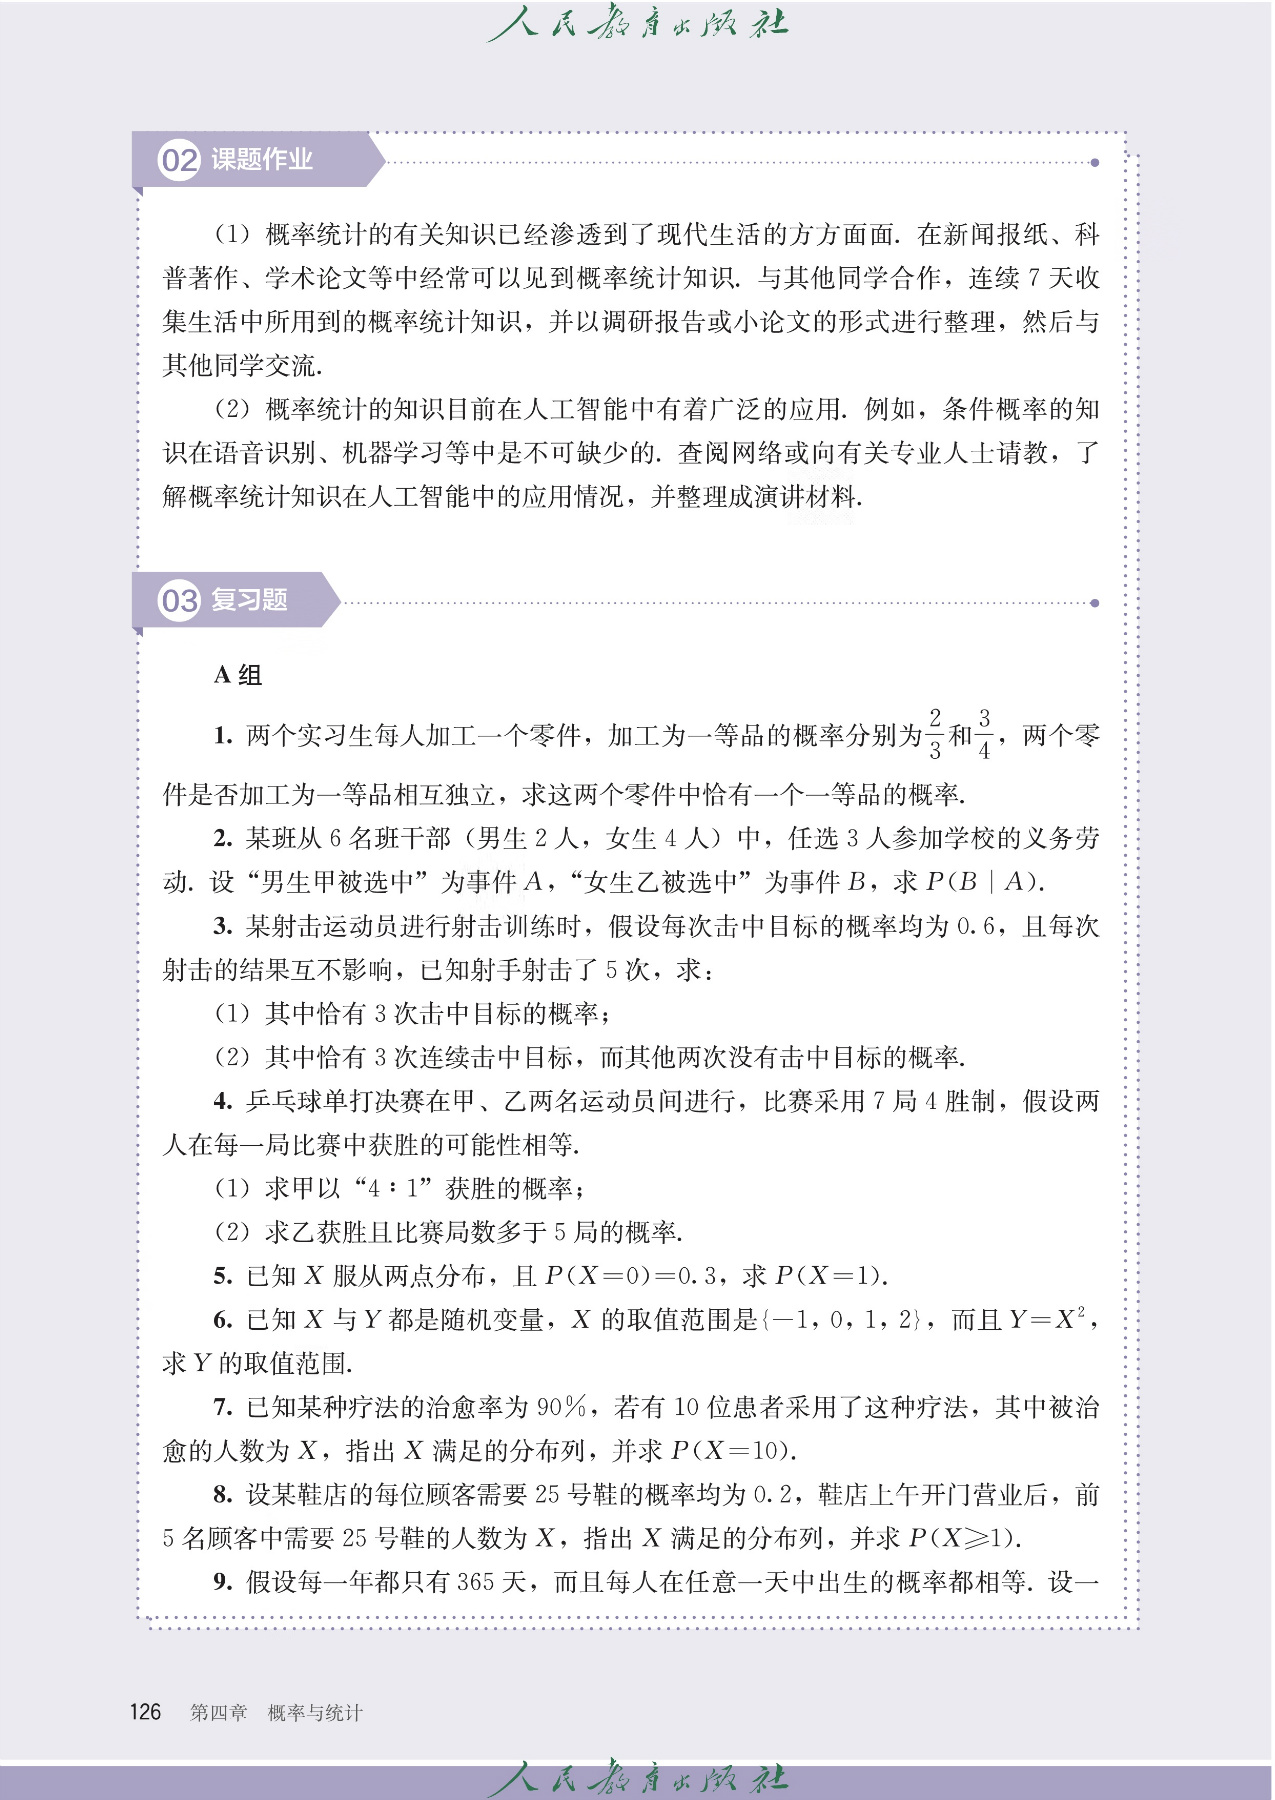 人民教育出版社
02 课题作业
（1）概率统计的有关知识已经渗透到了现代生活的方方面面. 在新闻报纸、科
普著作、学术论文等中经常可以见到概率统计知识. 与其他同学合作，连续 7 天收
集生活中所用到的概率统计知识，并以调研报告或小论文的形式进行整理，然后与
其他同学交流.
（2）概率统计的知识目前在人工智能中有着广泛的应用. 例如，条件概率的知
识在语音识别、机器学习等中是不可缺少的. 查阅网络或向有关专业人士请教，了
解概率统计知识在人工智能中的应用情况，并整理成演讲材料.
03 复习题
A 组
1. 两个实习生每人加工一个零件，加工为一等品的概率分别为 2/3 和 3/4，两个零
件是否加工为一等品相互独立，求这两个零件中恰有一个一等品的概率.
2. 某班从 6 名班干部（男生 2 人，女生 4 人）中，任选 3 人参加学校的义务劳
动. 设“男生甲被选中”为事件 A，“女生乙被选中”为事件 B，求 P(B | A).
3. 某射击运动员进行射击训练时，假设每次击中目标的概率均为 0.6，且每次
射击的结果互不影响，已知射手射击了 5 次，求：
（1）其中恰有 3 次击中目标的概率；
（2）其中恰有 3 次连续击中目标，而其他两次没有击中目标的概率.
4. 乒乓球单打决赛在甲、乙两名运动员间进行，比赛采用 7 局 4 胜制，假设两
人在每一局比赛中获胜的可能性相等.
（1）求甲以“4∶1”获胜的概率；
（2）求乙获胜且比赛局数多于 5 局的概率.
5. 已知 X 服从两点分布，且 P(X=0)=0.3，求 P(X=1).
6. 已知 X 与 Y 都是随机变量，X 的取值范围是{−1，0，1，2}，而且 Y=X²，
求 Y 的取值范围.
7. 已知某种疗法的治愈率为 90%，若有 10 位患者采用了这种疗法，其中被治
愈的人数为 X，指出 X 满足的分布列，并求 P(X=10).
8. 设某鞋店的每位顾客需要 25 号鞋的概率均为 0.2，鞋店上午开门营业后，前
5 名顾客中需要 25 号鞋的人数为 X，指出 X 满足的分布列，并求 P(X⩾1).
9. 假设每一年都只有 365 天，而且每人在任意一天中出生的概率都相等. 设一
126 第四章 概率与统计
人民教育出版社